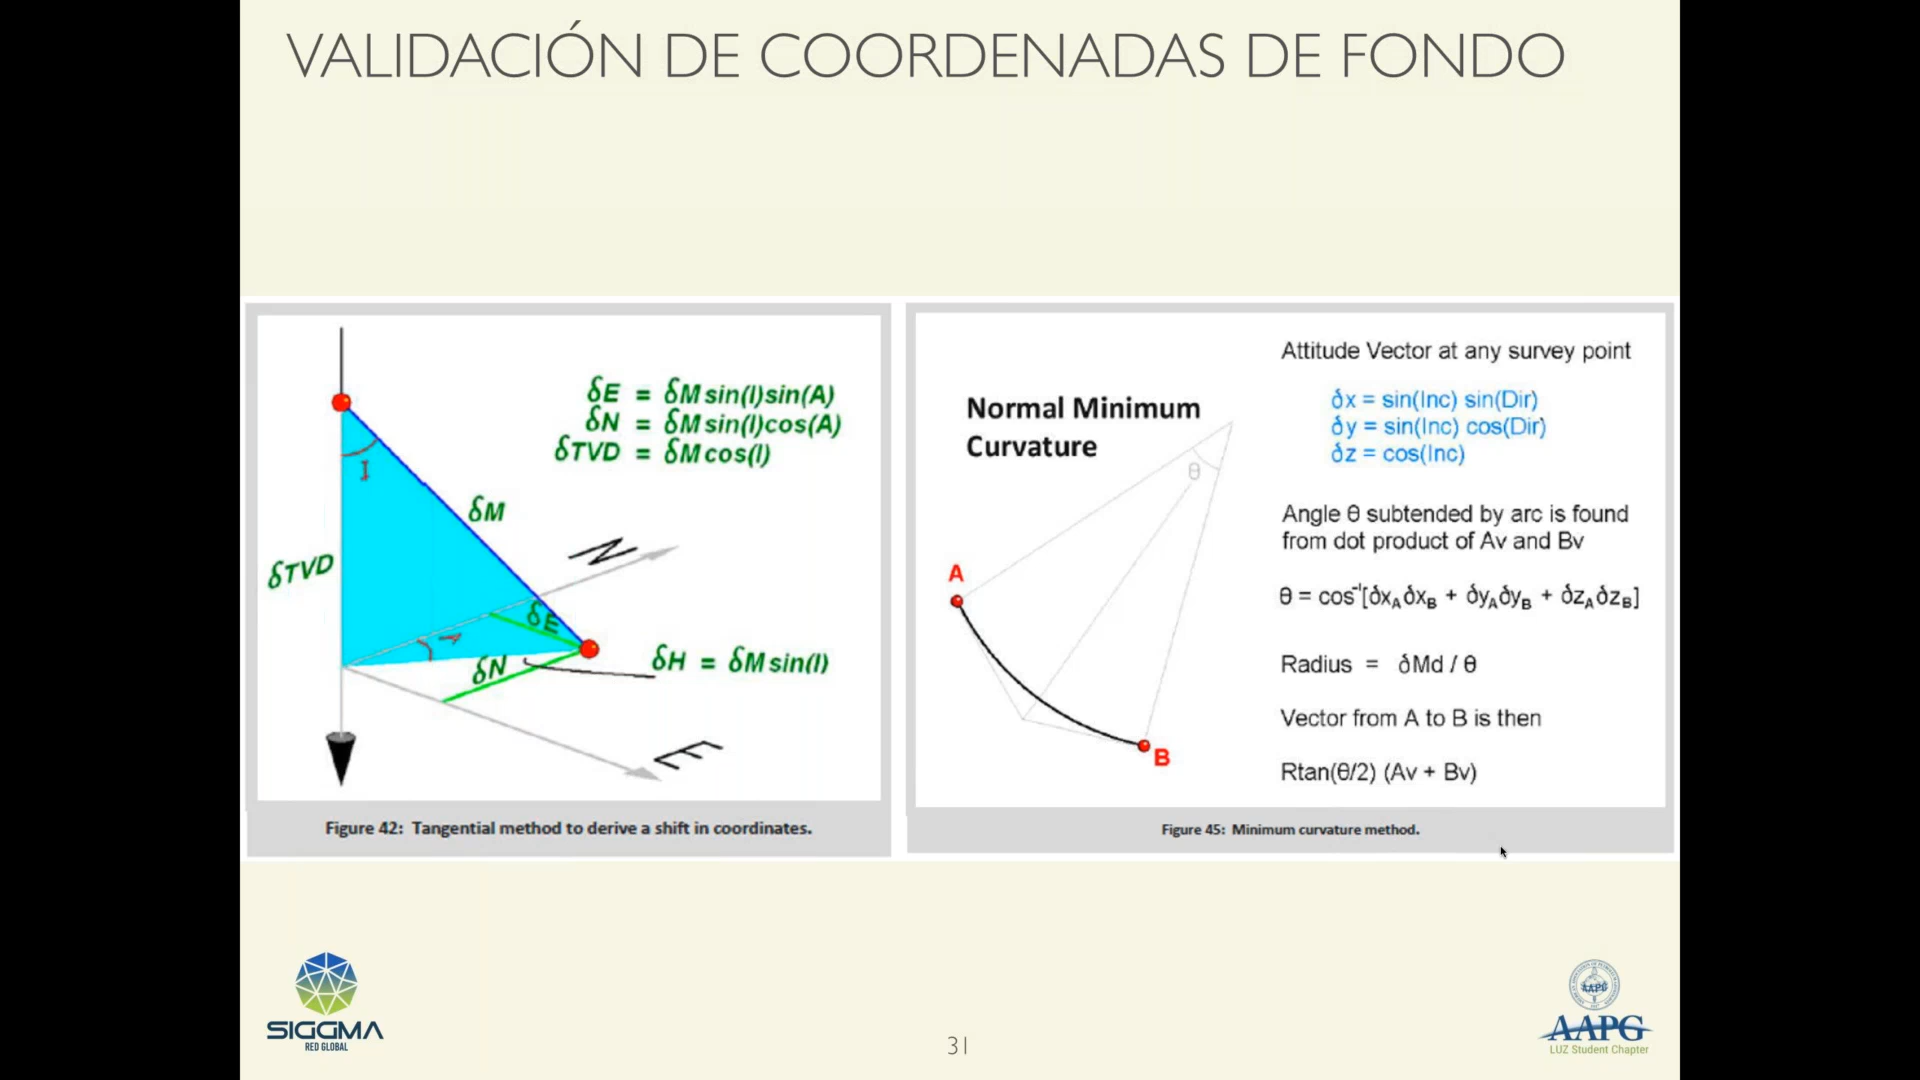 VALIDACIÓN DE COORDENADAS DE FONDO
δE = δM sin(I)sin(A)
δN = δM sin(I)cos(A)
δTVD = δM cos(I)
I
δM
δTVD
N
δE
A
δN
δH = δM sin(I)
E
Figure 42: Tangential method to derive a shift in coordinates.
Normal Minimum
Curvature
θ
A
B
Attitude Vector at any survey point
δx = sin(Inc) sin(Dir)
δy = sin(Inc) cos(Dir)
δz = cos(Inc)
Angle θ subtended by arc is found
from dot product of Av and Bv
θ = cos⁻¹[δxAδxB + δyAδyB + δzAδzB]
Radius = δMd / θ
Vector from A to B is then
Rtan(θ/2) (Av + Bv)
Figure 45: Minimum curvature method.
SIGGMA
RED GLOBAL
31
AAPG
AAPG
LUZ Student Chapter